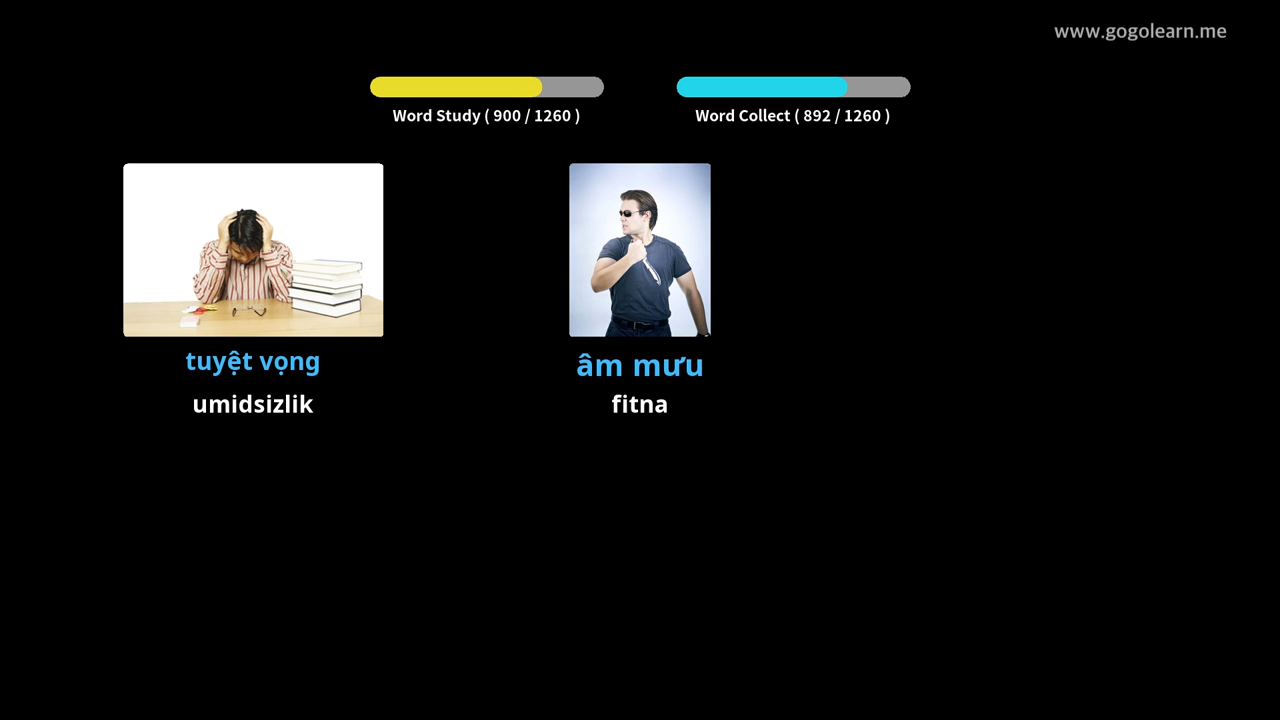 www.gogolearn.me
Word Study ( 900 / 1260 )
Word Collect ( 892 / 1260 )
tuyệt vọng
umidsizlik
âm mưu
fitna